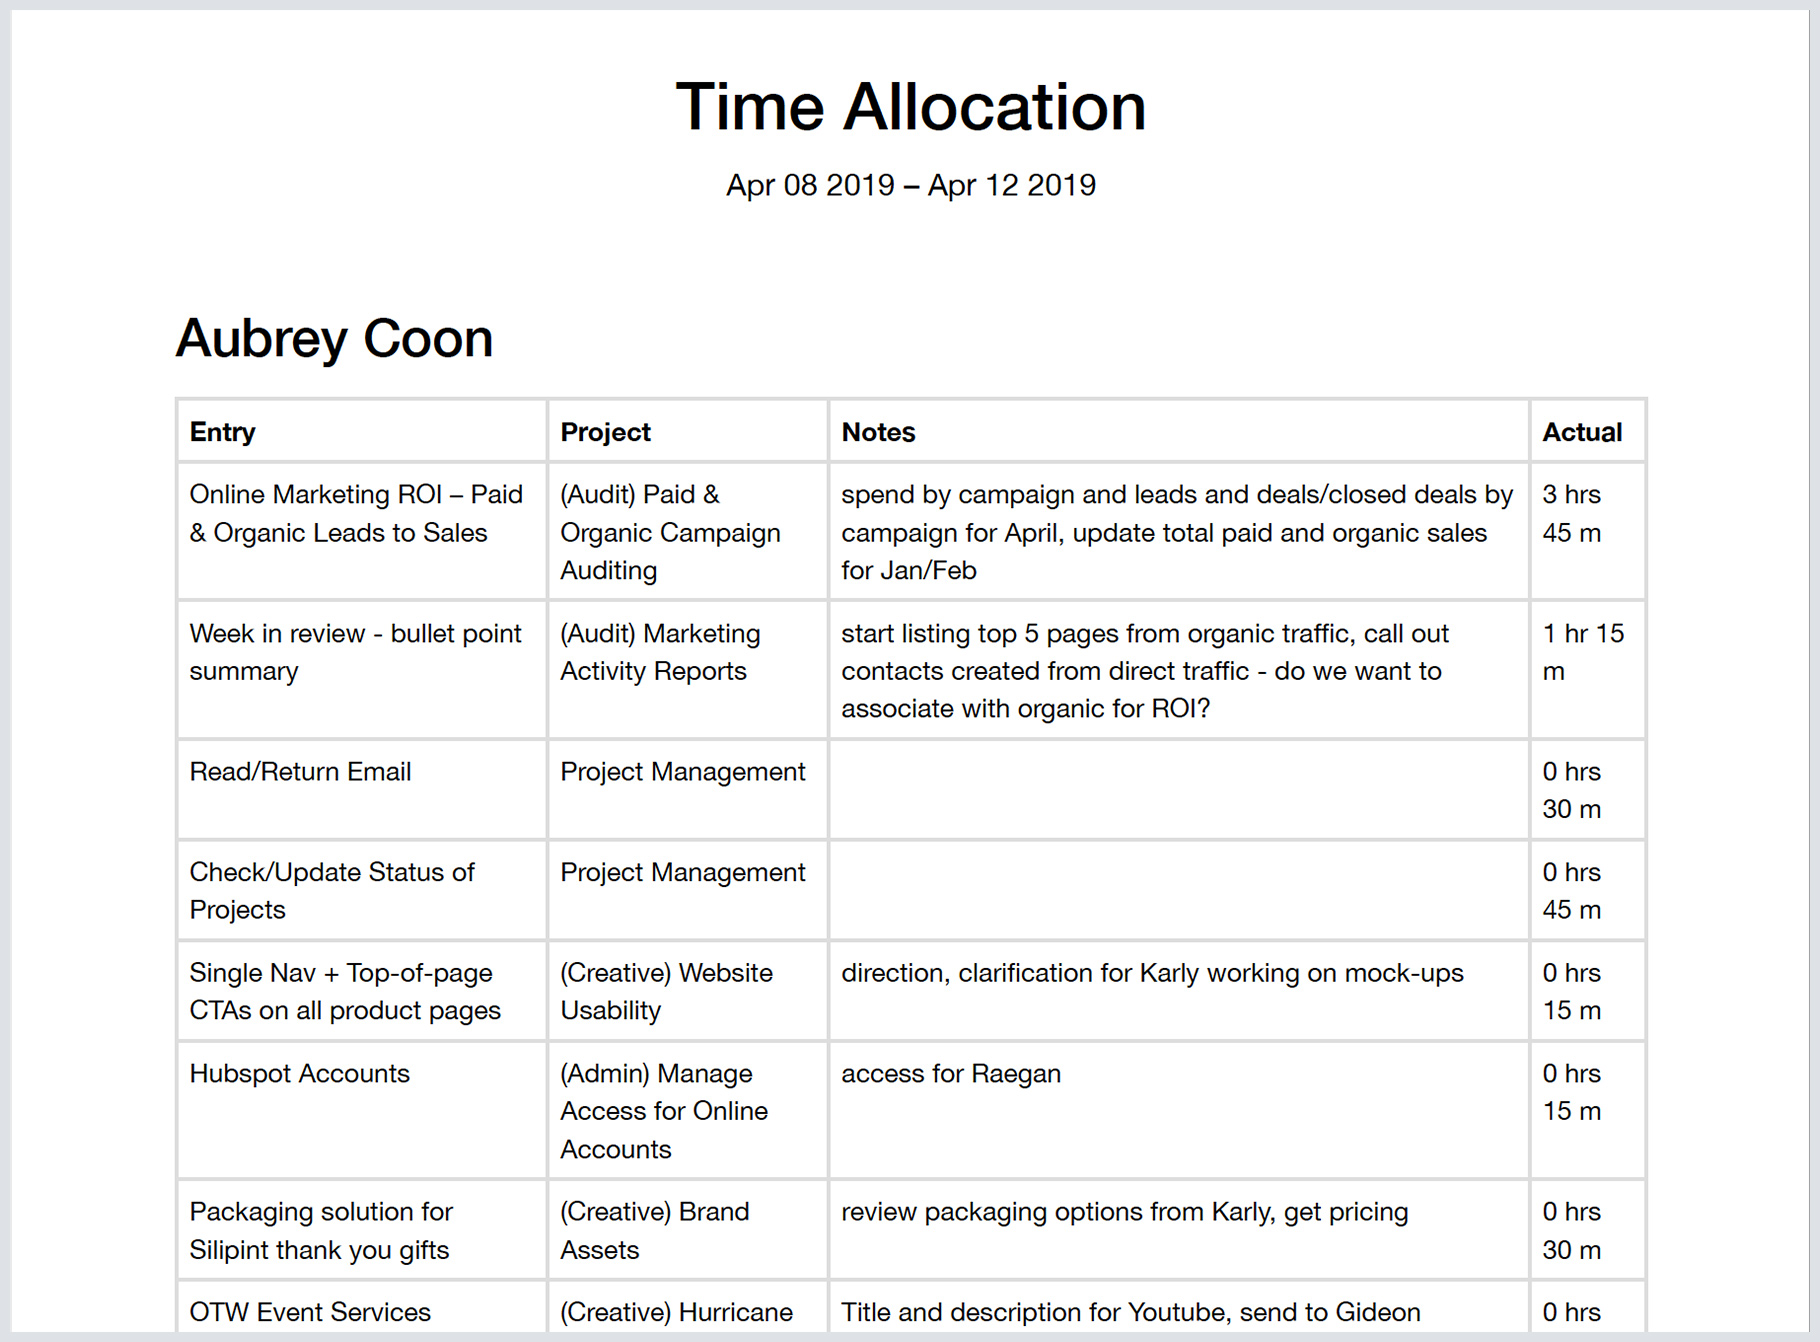 Time Allocation
Apr 08 2019 – Apr 12 2019
Aubrey Coon
Entry Project Notes Actual
Online Marketing ROI – Paid
& Organic Leads to Sales
(Audit) Paid &
Organic Campaign
Auditing
spend by campaign and leads and deals/closed deals by
campaign for April, update total paid and organic sales
for Jan/Feb
3 hrs
45 m
Week in review - bullet point
summary
(Audit) Marketing
Activity Reports
start listing top 5 pages from organic traffic, call out
contacts created from direct traffic - do we want to
associate with organic for ROI?
1 hr 15
m
Read/Return Email
Project Management
0 hrs
30 m
Check/Update Status of
Projects
Project Management
0 hrs
45 m
Single Nav + Top-of-page
CTAs on all product pages
(Creative) Website
Usability
direction, clarification for Karly working on mock-ups
0 hrs
15 m
Hubspot Accounts
(Admin) Manage
Access for Online
Accounts
access for Raegan
0 hrs
15 m
Packaging solution for
Silipint thank you gifts
(Creative) Brand
Assets
review packaging options from Karly, get pricing
0 hrs
30 m
OTW Event Services
(Creative) Hurricane
Title and description for Youtube, send to Gideon
0 hrs